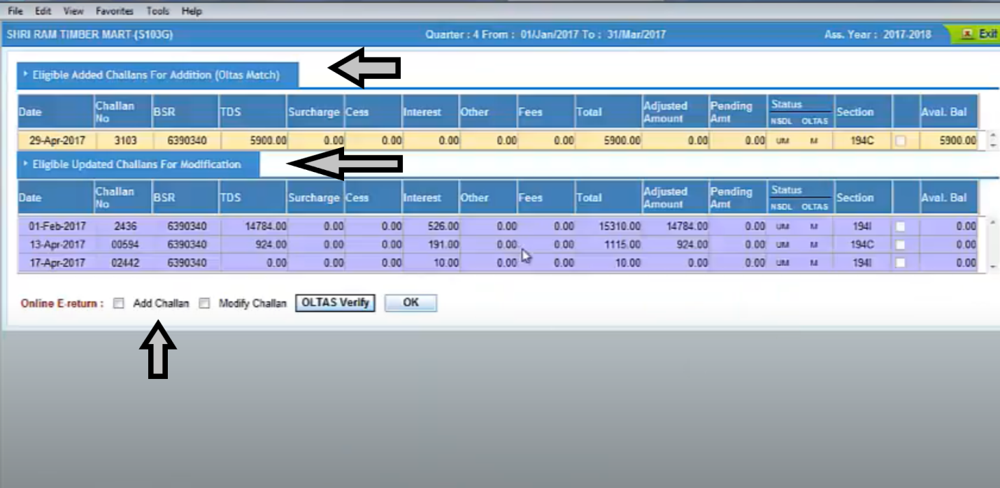 File Edit View Favorites Tools Help
SHRI RAM TIMBER MART-(S103G) Quarter : 4 From : 01/Jan/2017 To : 31/Mar/2017 Ass. Year : 2017-2018 Exit
Eligible Added Challans For Addition (Oltas Match)
Date Challan No BSR TDS Surcharge Cess Interest Other Fees Total Adjusted Amount Pending Amt Status NSDL OLTAS Section Aval. Bal
29-Apr-2017 3103 6390340 5900.00 0.00 0.00 0.00 0.00 0.00 5900.00 0.00 0.00 UM M 194C 5900.00
Eligible Updated Challans For Modification
Date Challan No BSR TDS Surcharge Cess Interest Other Fees Total Adjusted Amount Pending Amt Status NSDL OLTAS Section Aval. Bal
01-Feb-2017 2436 6390340 14784.00 0.00 0.00 526.00 0.00 0.00 15310.00 14784.00 0.00 UM M 194I 0.00
13-Apr-2017 00594 6390340 924.00 0.00 0.00 191.00 0.00 0.00 1115.00 924.00 0.00 UM M 194C 0.00
17-Apr-2017 02442 6390340 0.00 0.00 0.00 10.00 0.00 0.00 10.00 0.00 0.00 UM M 194I 0.00
Online E-return : Add Challan Modify Challan OLTAS Verify OK